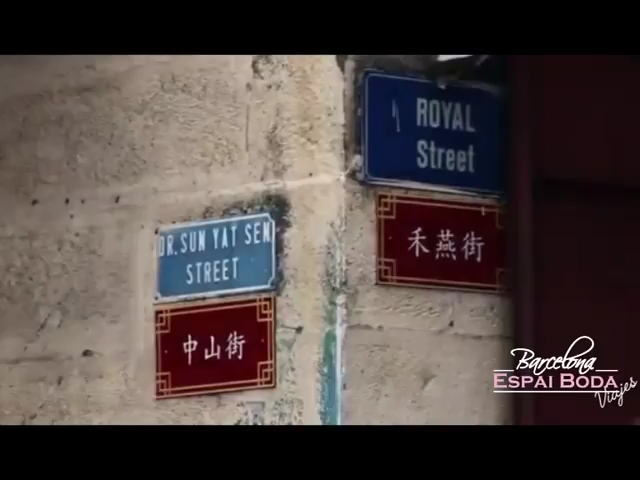 ROYAL
Street
禾燕街
DR. SUN YAT SEN
STREET
中山街
Barcelona
ESPAI BODA
Viajes